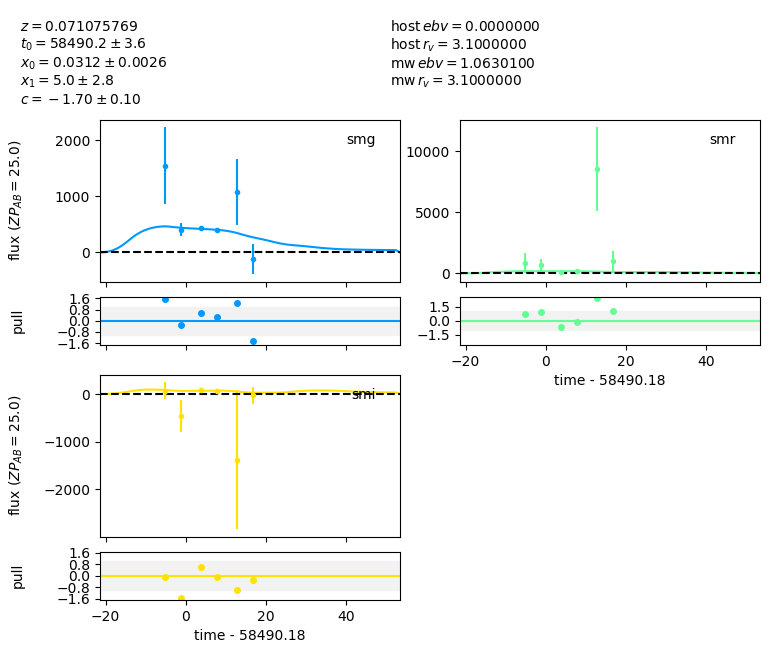 z = 0.071075769
t₀ = 58490.2 ± 3.6
x₀ = 0.0312 ± 0.0026
x₁ = 5.0 ± 2.8
c = −1.70 ± 0.10
host ebv = 0.0000000
host r_v = 3.1000000
mw ebv = 1.0630100
mw r_v = 3.1000000
flux (ZP_AB = 25.0)
2000
1000
0
smg
10000
5000
0
smr
pull
1.6
0.8
0.0
−0.8
−1.6
1.5
0.0
−1.5
−20
0
20
40
time - 58490.18
flux (ZP_AB = 25.0)
0
−1000
−2000
smi
pull
1.6
0.8
0.0
−0.8
−1.6
−20
0
20
40
time - 58490.18